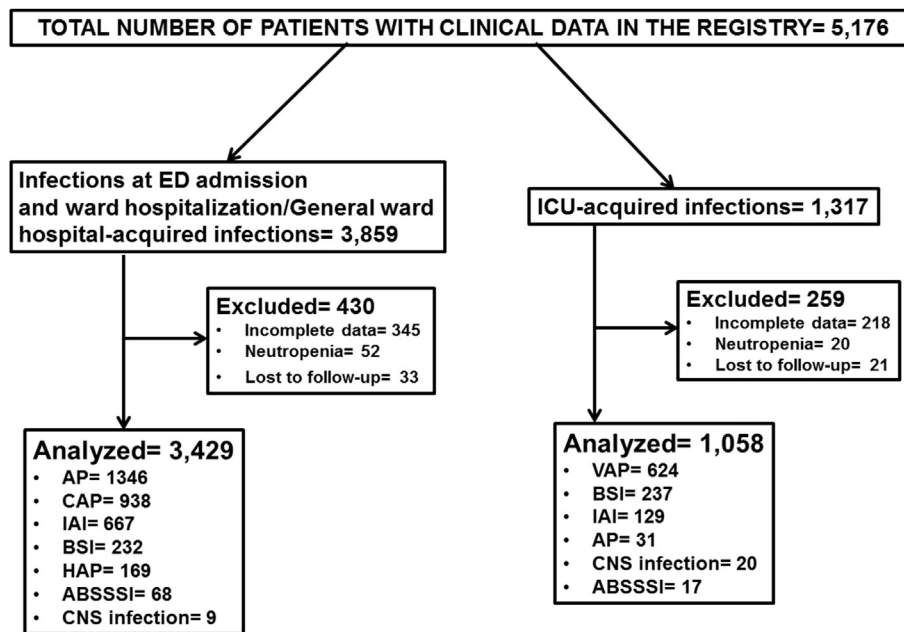 TOTAL NUMBER OF PATIENTS WITH CLINICAL DATA IN THE REGISTRY= 5,176
Infections at ED admission
and ward hospitalization/General ward
hospital-acquired infections= 3,859
Excluded= 430
• Incomplete data= 345
• Neutropenia= 52
• Lost to follow-up= 33
Analyzed= 3,429
• AP= 1346
• CAP= 938
• IAI= 667
• BSI= 232
• HAP= 169
• ABSSSI= 68
• CNS infection= 9
ICU-acquired infections= 1,317
Excluded= 259
• Incomplete data= 218
• Neutropenia= 20
• Lost to follow-up= 21
Analyzed= 1,058
• VAP= 624
• BSI= 237
• IAI= 129
• AP= 31
• CNS infection= 20
• ABSSSI= 17